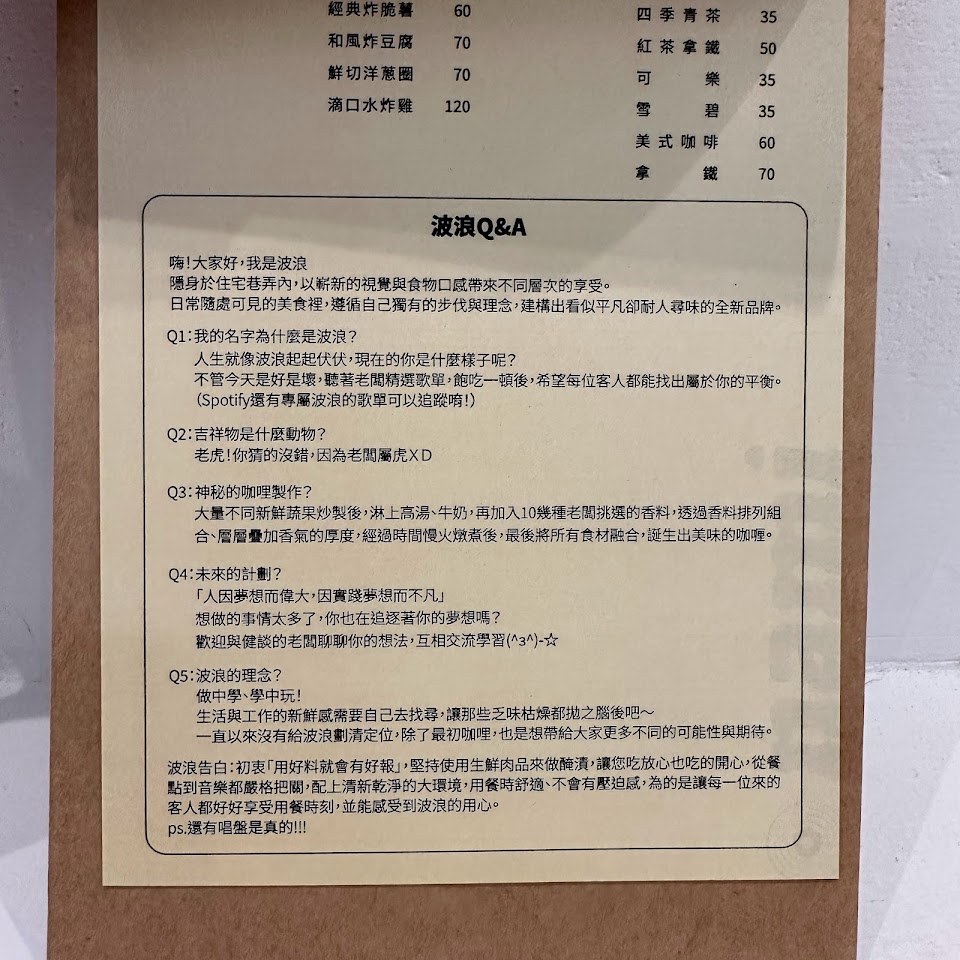 經典炸脆薯 60
和風炸豆腐 70
鮮切洋蔥圈 70
滴口水炸雞 120
四季青茶 35
紅茶拿鐵 50
可樂 35
雪碧 35
美式咖啡 60
拿鐵 70
波浪Q&A
嗨!大家好,我是波浪
隱身於住宅巷弄內,以嶄新的視覺與食物口感帶來不同層次的享受。
日常隨處可見的美食裡,遵循自己獨有的步伐與理念,建構出看似平凡卻耐人尋味的全新品牌。
Q1:我的名字為什麼是波浪?
人生就像波浪起起伏伏,現在的你是什麼樣子呢?
不管今天是好是壞,聽著老闆精選歌單,飽吃一頓後,希望每位客人都能找出屬於你的平衡。
(Spotify還有專屬波浪的歌單可以追蹤唷!)
Q2:吉祥物是什麼動物?
老虎!你猜的沒錯,因為老闆屬虎XD
Q3:神秘的咖哩製作?
大量不同新鮮蔬果炒製後,淋上高湯、牛奶,再加入10幾種老闆挑選的香料,透過香料排列組
合、層層疊加香氣的厚度,經過時間慢火燉煮後,最後將所有食材融合,誕生出美味的咖喱。
Q4:未來的計劃?
「人因夢想而偉大,因實踐夢想而不凡」
想做的事情太多了,你也在追逐著你的夢想嗎?
歡迎與健談的老闆聊聊你的想法,互相交流學習(^з^)-☆
Q5:波浪的理念?
做中學、學中玩!
生活與工作的新鮮感需要自己去找尋,讓那些乏味枯燥都拋之腦後吧～
一直以來沒有給波浪劃清定位,除了最初咖哩,也是想帶給大家更多不同的可能性與期待。
波浪告白:初衷「用好料就會有好報」,堅持使用生鮮肉品來做醃漬,讓您吃放心也吃的開心,從餐
點到音樂都嚴格把關,配上清新乾淨的大環境,用餐時舒適、不會有壓迫感,為的是讓每一位來的
客人都好好享受用餐時刻,並能感受到波浪的用心。
ps.還有唱盤是真的!!!